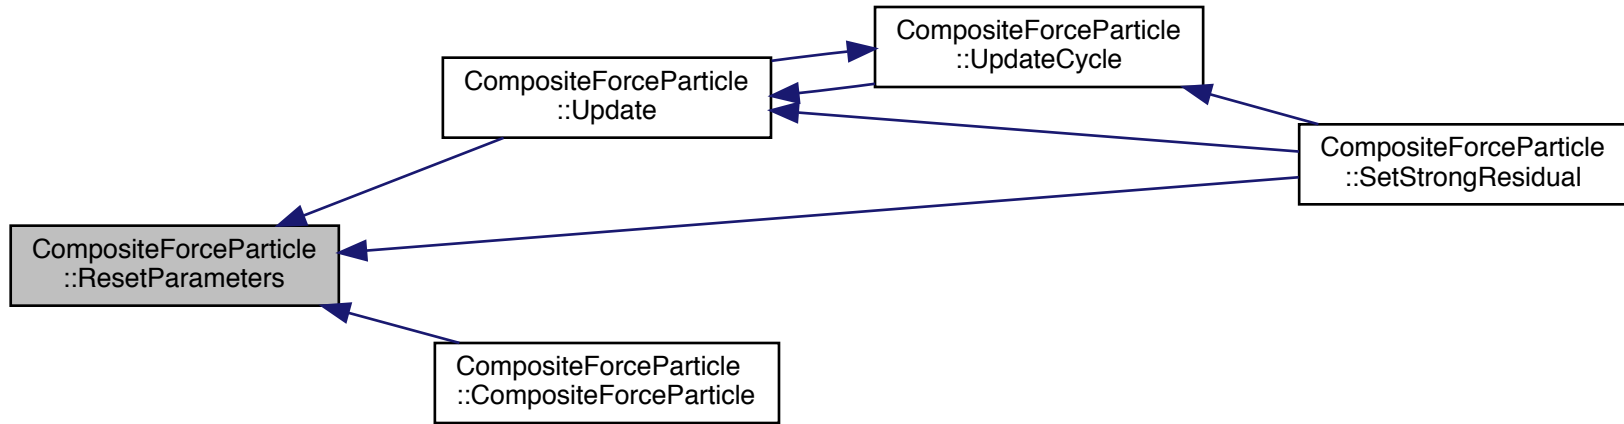 CompositeForceParticle
::ResetParameters
CompositeForceParticle
::Update
CompositeForceParticle
::UpdateCycle
CompositeForceParticle
::SetStrongResidual
CompositeForceParticle
::CompositeForceParticle